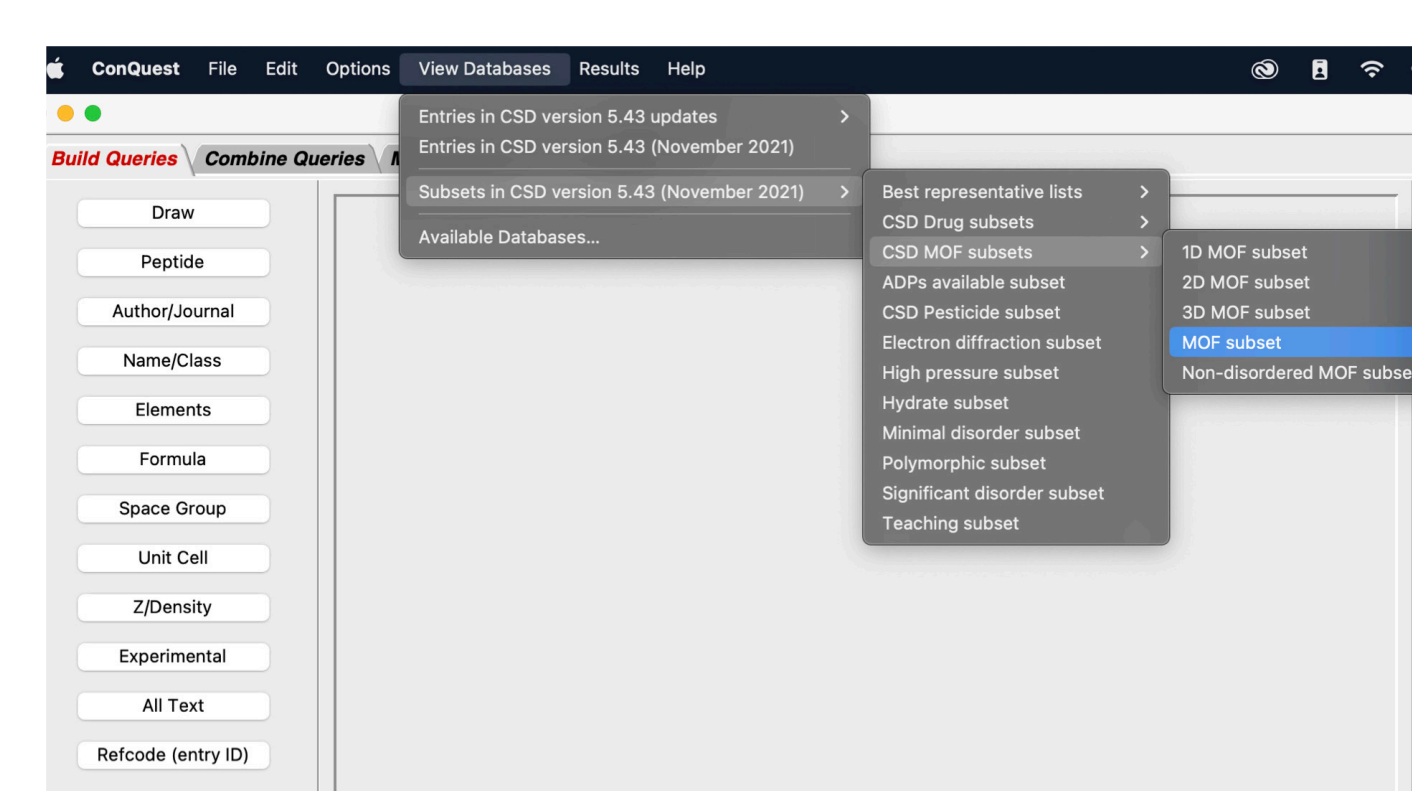 ConQuest File Edit Options View Databases Results Help
Build Queries Combine Queries
Entries in CSD version 5.43 updates
Entries in CSD version 5.43 (November 2021)
Subsets in CSD version 5.43 (November 2021)
Available Databases...
Best representative lists
CSD Drug subsets
CSD MOF subsets
ADPs available subset
CSD Pesticide subset
Electron diffraction subset
High pressure subset
Hydrate subset
Minimal disorder subset
Polymorphic subset
Significant disorder subset
Teaching subset
1D MOF subset
2D MOF subset
3D MOF subset
MOF subset
Non-disordered MOF subse
Draw
Peptide
Author/Journal
Name/Class
Elements
Formula
Space Group
Unit Cell
Z/Density
Experimental
All Text
Refcode (entry ID)